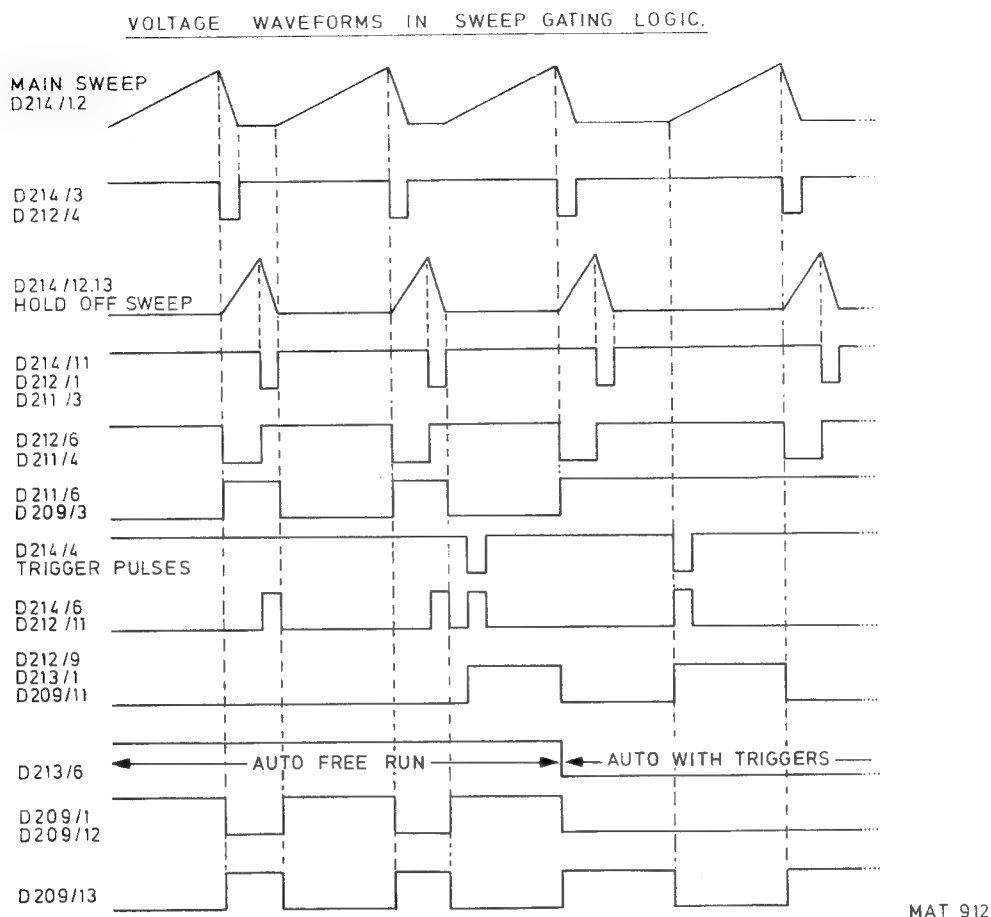 VOLTAGE WAVEFORMS IN SWEEP GATING LOGIC.
MAIN SWEEP
D214/1.2
D214/3
D212/4
D214/12.13
HOLD OFF SWEEP
D214/11
D212/1
D211/3
D212/6
D211/4
D211/6
D209/3
D214/4
TRIGGER PULSES
D214/6
D212/11
D212/9
D213/1
D209/11
AUTO FREE RUN
AUTO WITH TRIGGERS
D213/6
D209/1
D209/12
D209/13
MAT 912